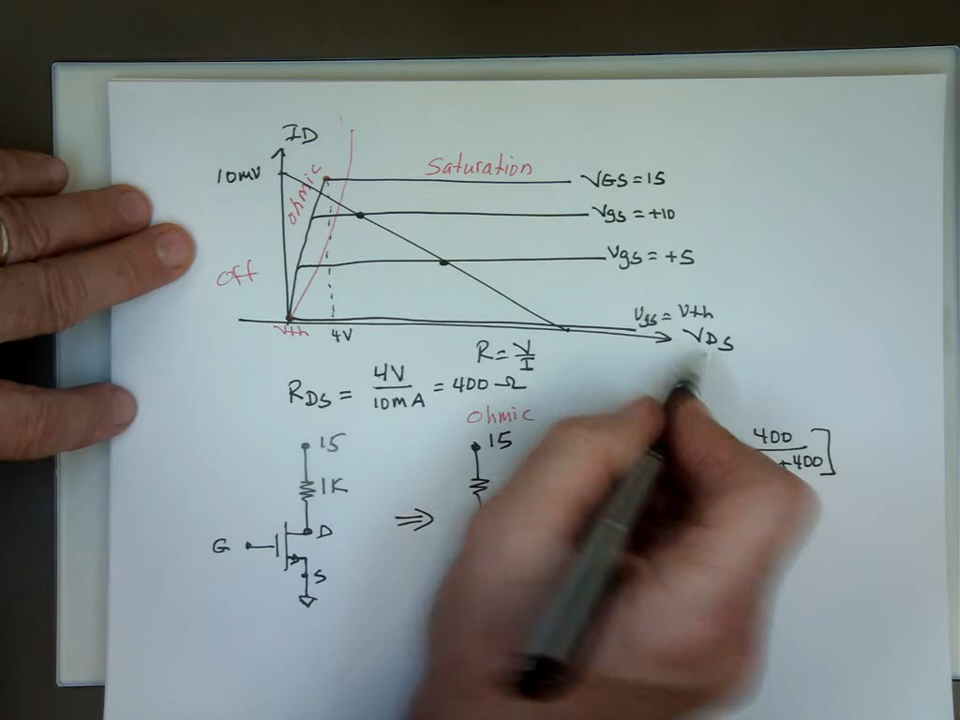 ID
10mV
ohmic
Saturation
VGS = 15
Vgs = +10
Off
Vgs = +5
Vgs = Vth
Vth
4V
VDS
R = V/I
RDS = 4V/10mA = 400 Ω
ohmic
15
15
400
+400]
1K
⇒
G
D
S